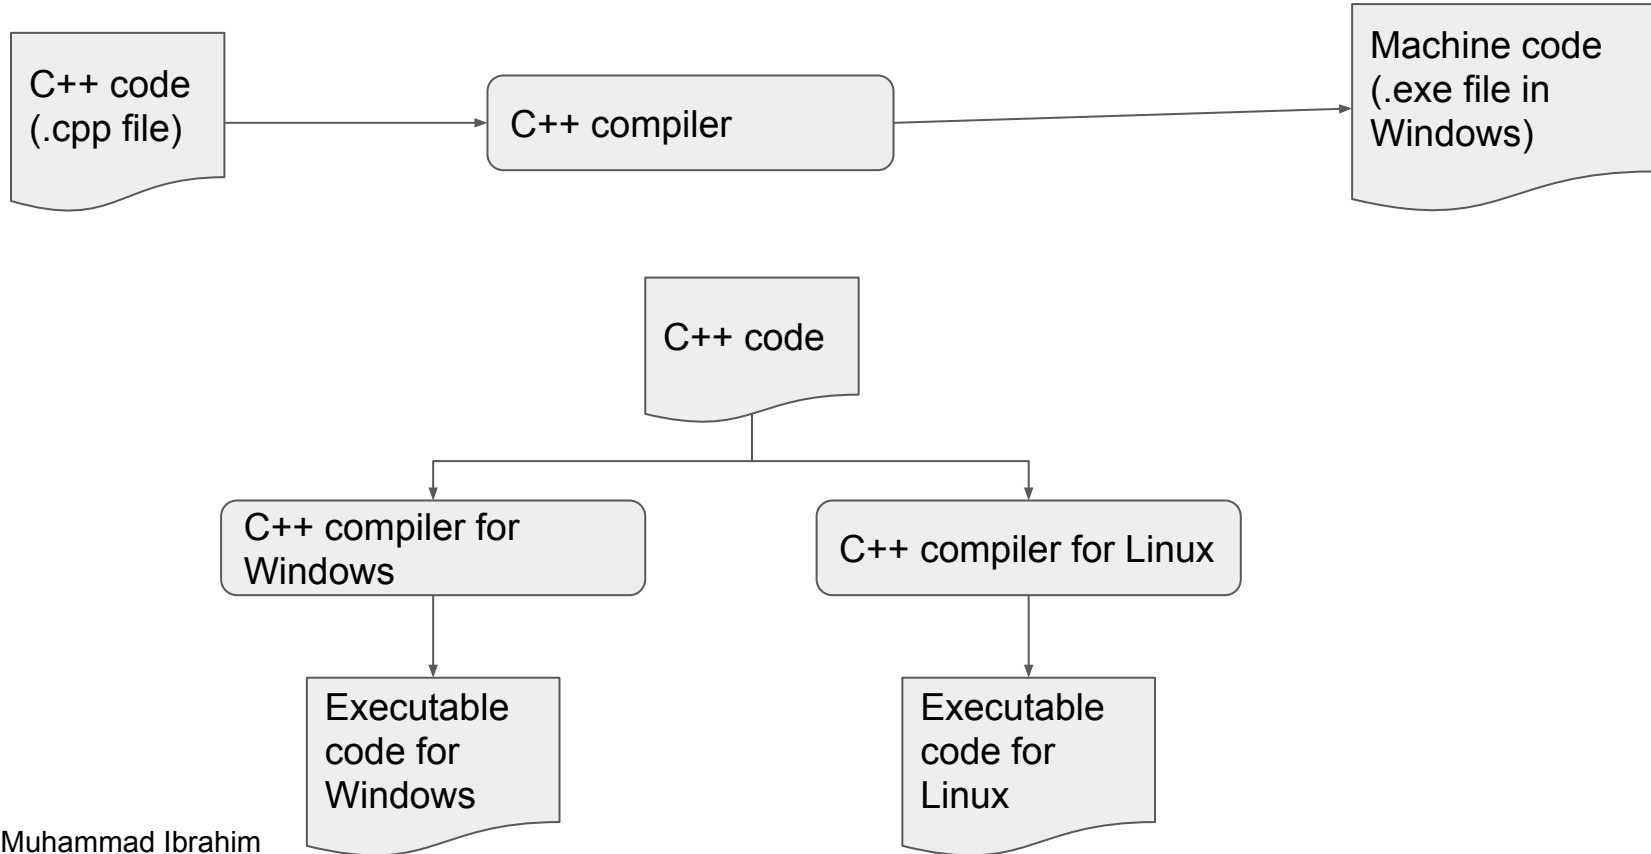 C++ code
(.cpp file)
C++ compiler
Machine code
(.exe file in
Windows)
C++ code
C++ compiler for
Windows
C++ compiler for Linux
Executable
code for
Windows
Executable
code for
Linux
Muhammad Ibrahim